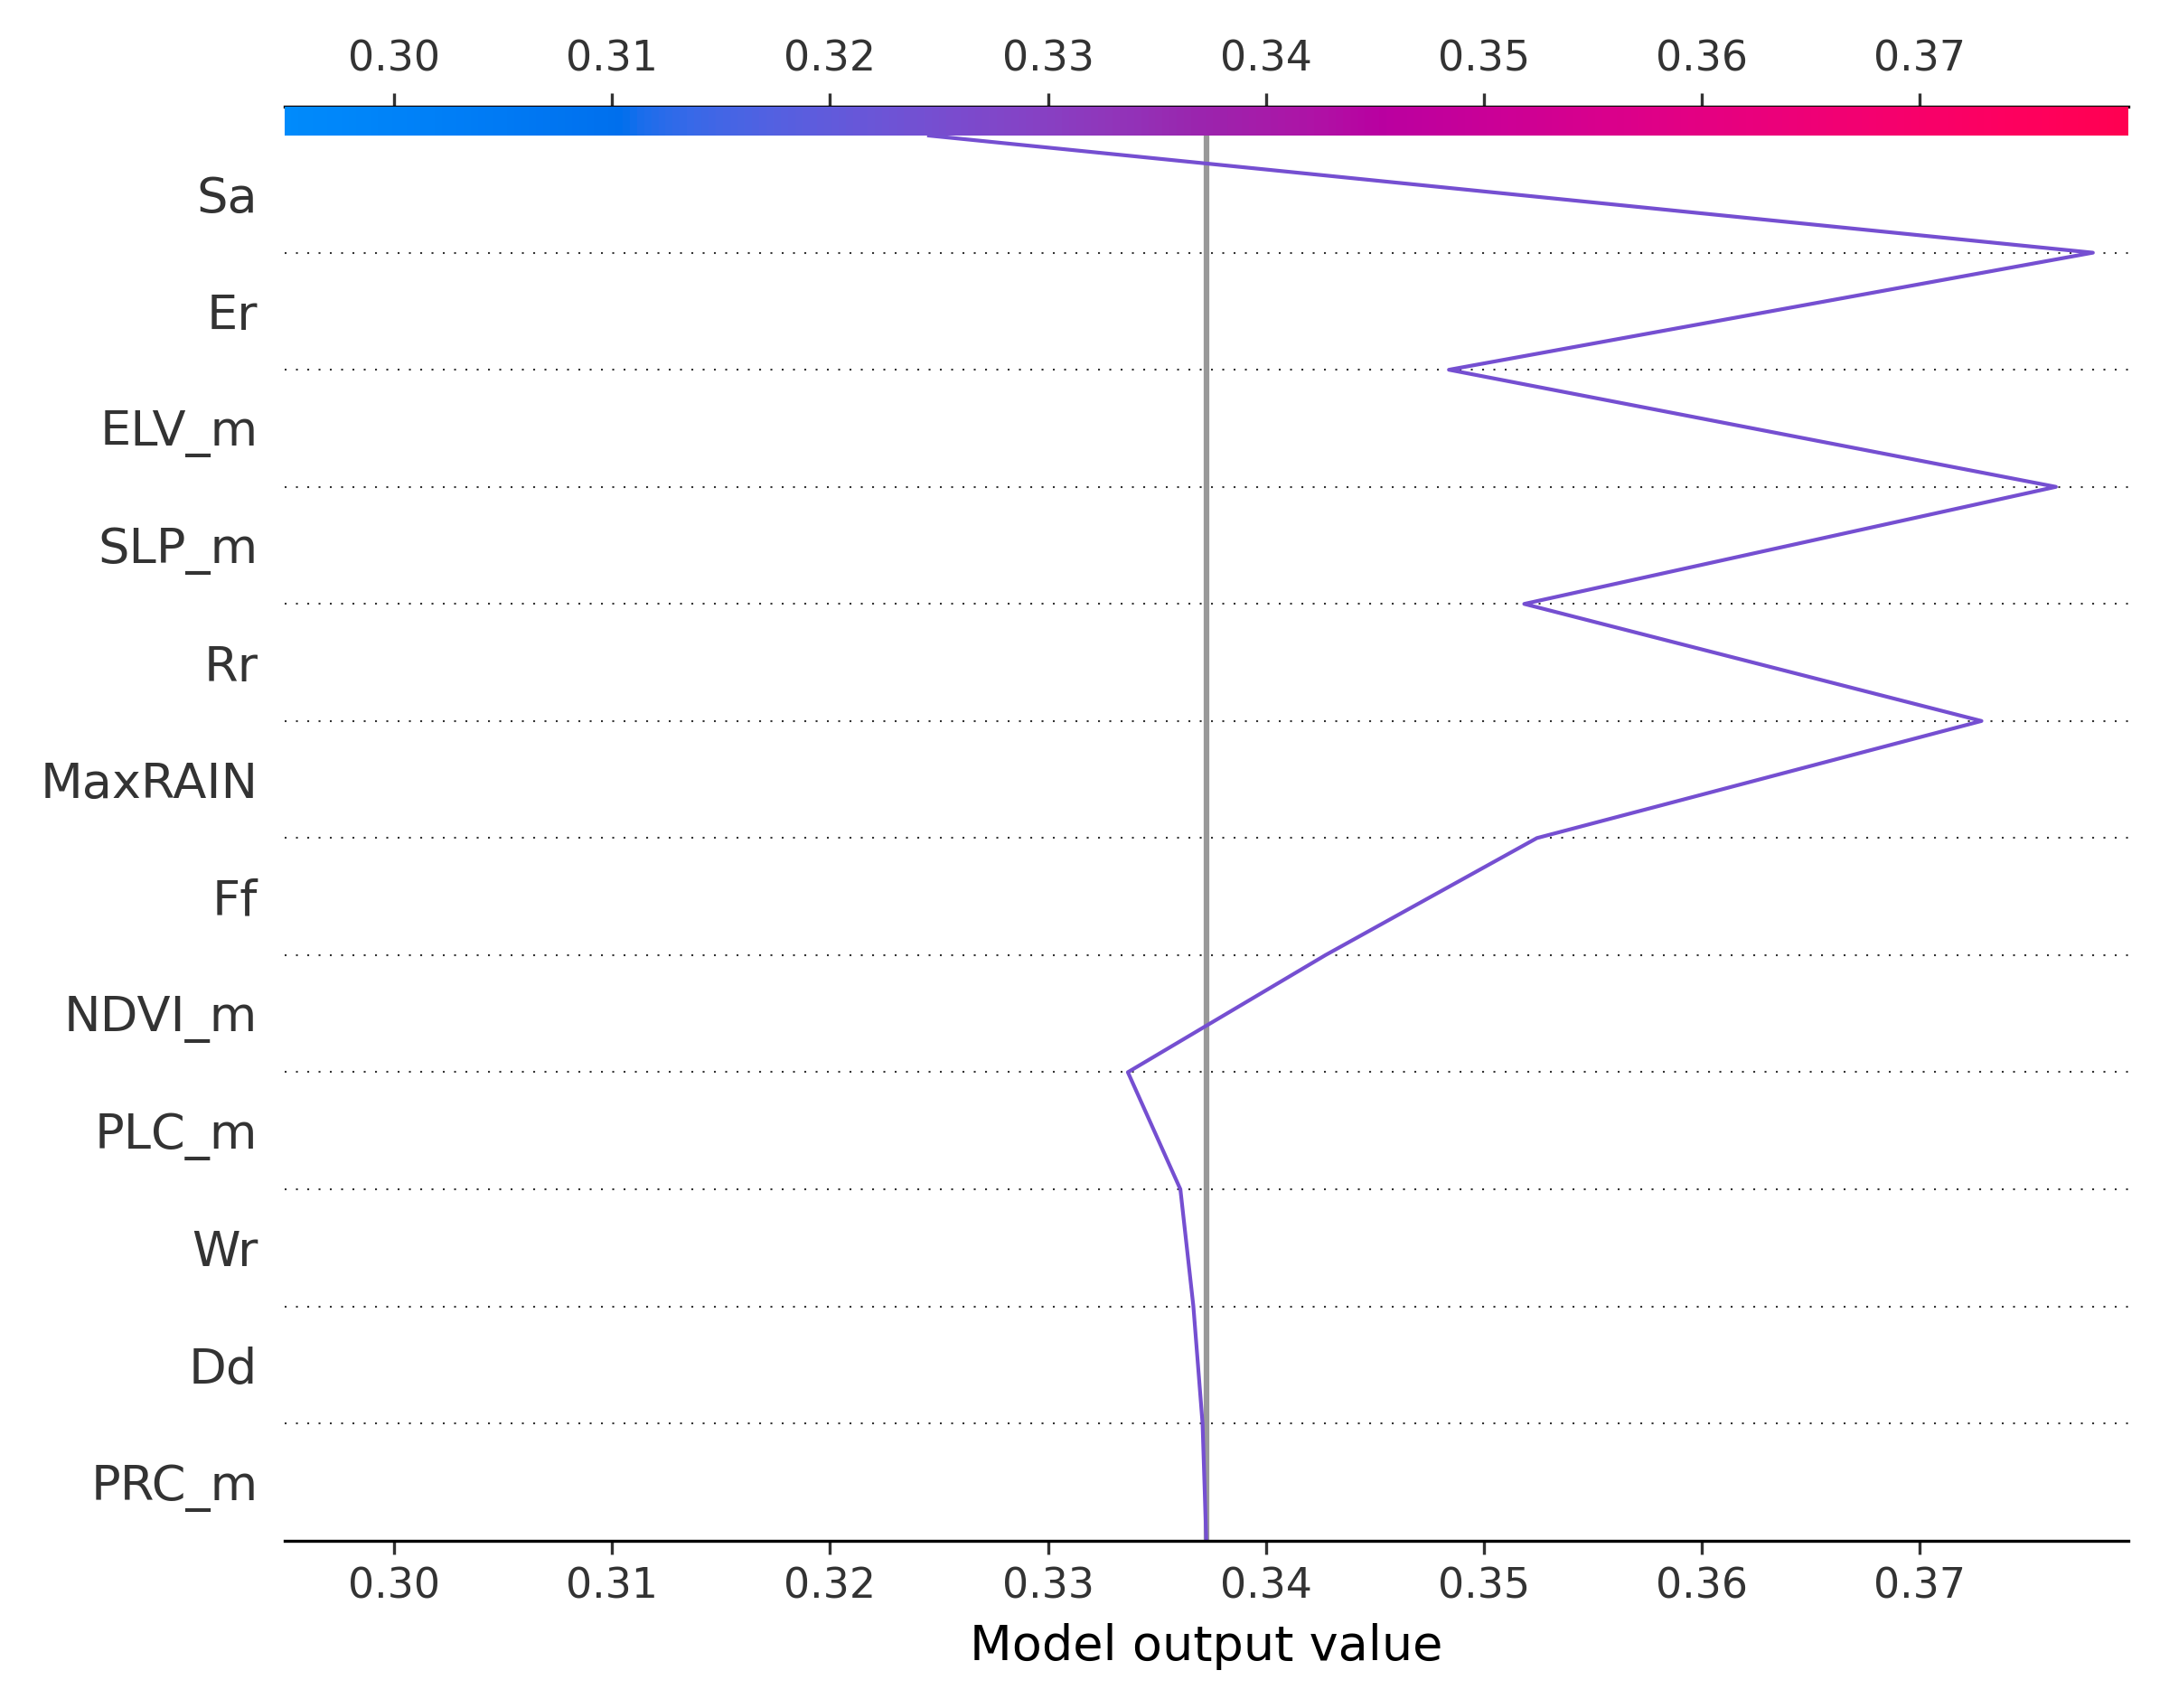 0.30 0.31 0.32 0.33 0.34 0.35 0.36 0.37
Sa
Er
ELV_m
SLP_m
Rr
MaxRAIN
Ff
NDVI_m
PLC_m
Wr
Dd
PRC_m
0.30 0.31 0.32 0.33 0.34 0.35 0.36 0.37
Model output value